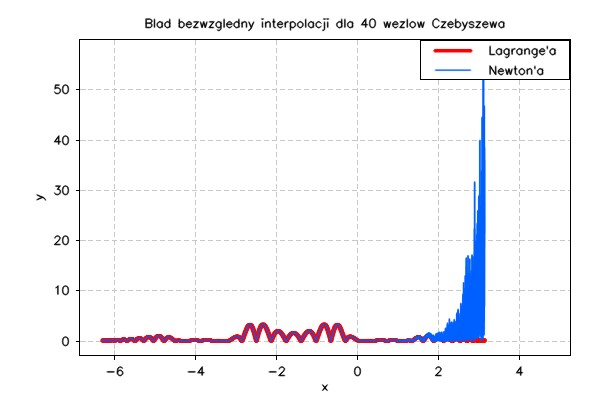 Blad bezwzgledny interpolacji dla 40 wezlow Czebyszewa
Lagrange'a
Newton'a
50
40
30
20
10
0
y
-6 -4 -2 0 2 4
x